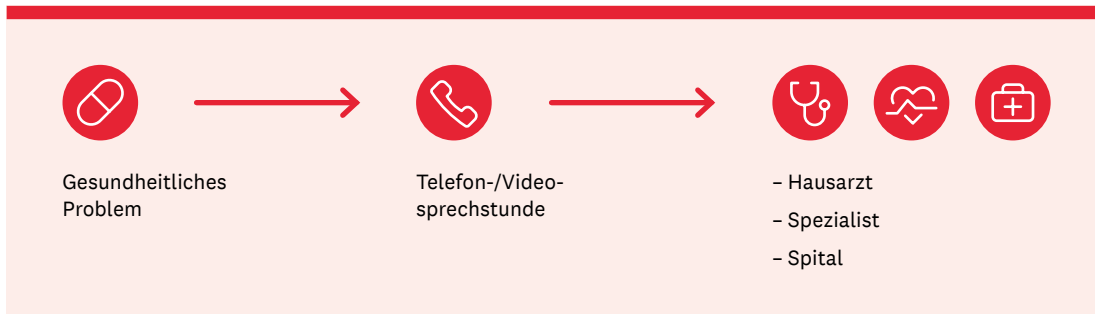 Gesundheitliches
Problem
Telefon-/Video-
sprechstunde
– Hausarzt
– Spezialist
– Spital